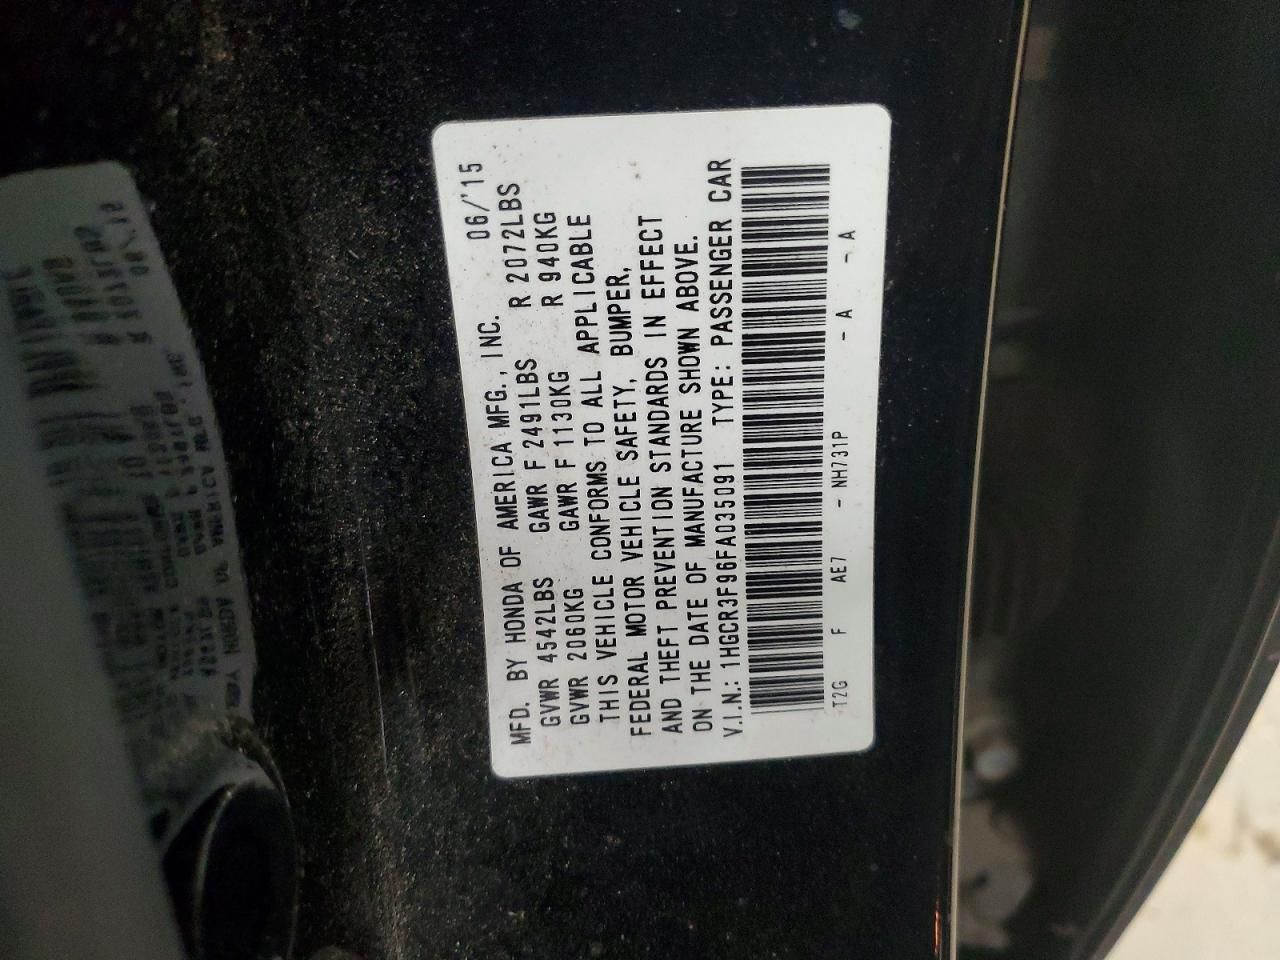 MFD. BY HONDA OF AMERICA MFG., INC. 06/'15
GVWR 4542LBS GAWR F 2491LBS R 2072LBS
GVWR 2060KG GAWR F 1130KG R 940KG
THIS VEHICLE CONFORMS TO ALL APPLICABLE
FEDERAL MOTOR VEHICLE SAFETY, BUMPER,
AND THEFT PREVENTION STANDARDS IN EFFECT
ON THE DATE OF MANUFACTURE SHOWN ABOVE.
V.I.N.: 1HGCR3F96FA035091 TYPE: PASSENGER CAR
T2G F AE7 - NH731P - A - A